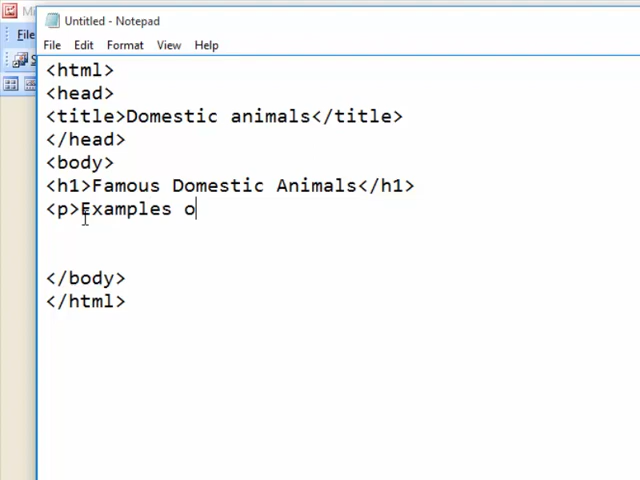 Untitled - Notepad
File
File Edit Format View Help
<html>
<head>
<title>Domestic animals</title>
</head>
<body>
<h1>Famous Domestic Animals</h1>
<p>Examples o
</body>
</html>